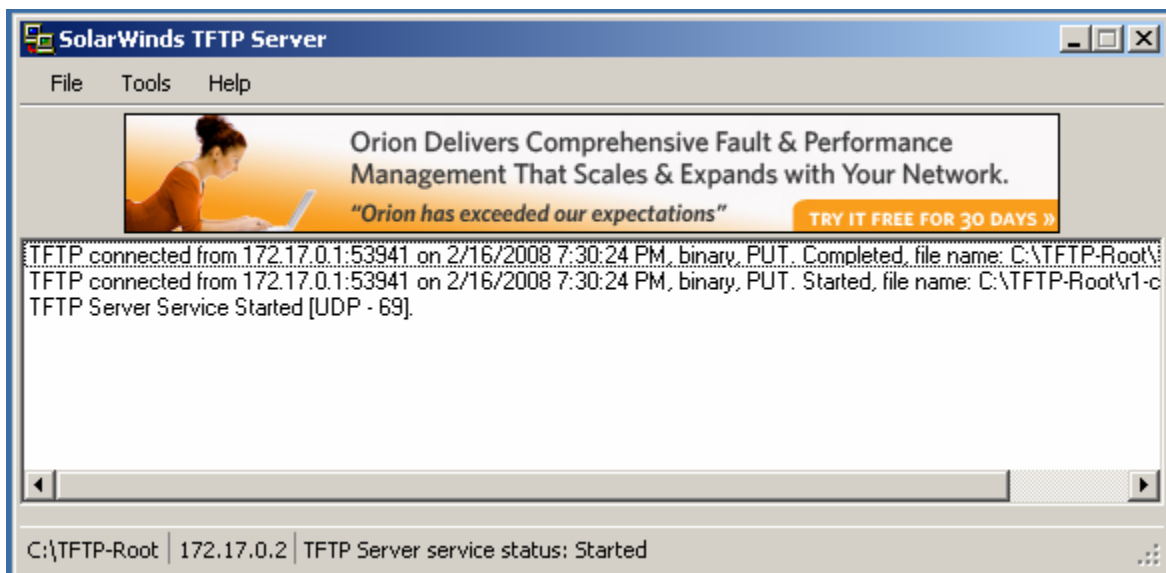 SolarWinds TFTP Server
File Tools Help
Orion Delivers Comprehensive Fault & Performance
Management That Scales & Expands with Your Network.
"Orion has exceeded our expectations"
TRY IT FREE FOR 30 DAYS »
TFTP connected from 172.17.0.1:53941 on 2/16/2008 7:30:24 PM, binary, PUT. Completed, file name: C:\TFTP-Root\
TFTP connected from 172.17.0.1:53941 on 2/16/2008 7:30:24 PM, binary, PUT. Started, file name: C:\TFTP-Root\r1-c
TFTP Server Service Started [UDP - 69].
C:\TFTP-Root 172.17.0.2 TFTP Server service status: Started